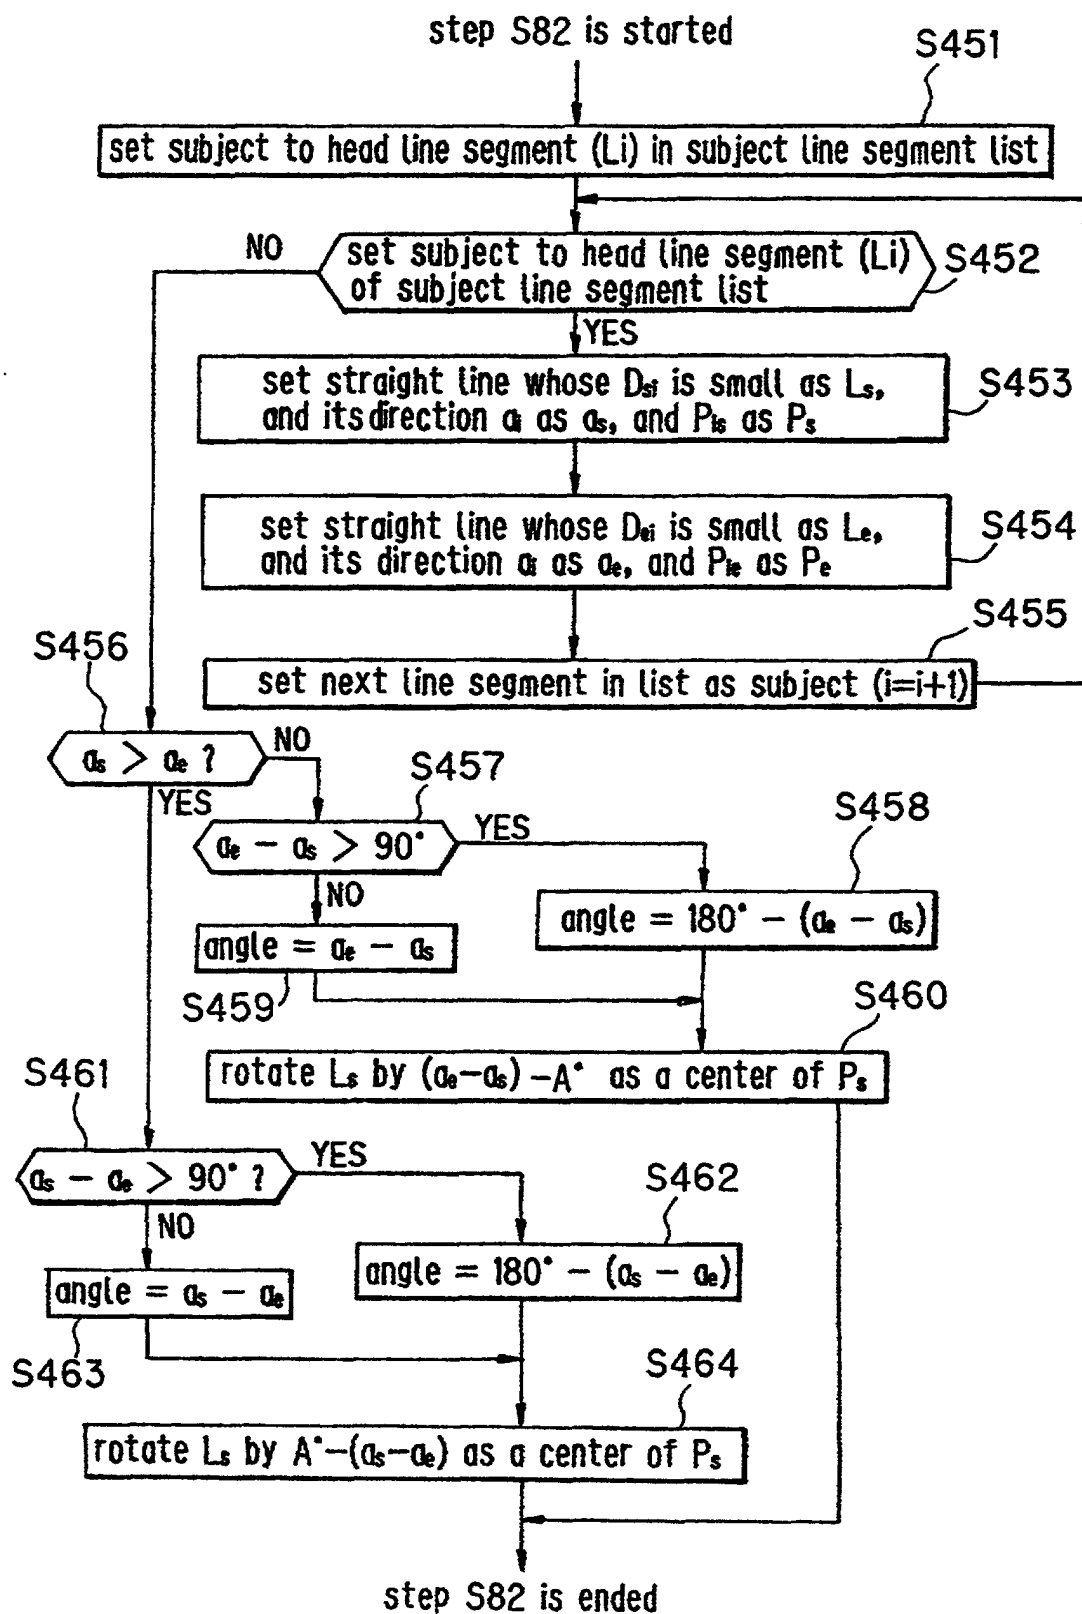 step S82 is started
S451
set subject to head line segment (Li) in subject line segment list
NO
set subject to head line segment (Li)
of subject line segment list
S452
YES
set straight line whose Dsi is small as Ls,
and its direction ai as as, and Pis as Ps
S453
set straight line whose Dei is small as Le,
and its direction ai as ae, and Pie as Pe
S454
S455
set next line segment in list as subject (i=i+1)
S456
as > ae ?
NO
YES
S457
ae - as > 90°
YES
NO
S458
angle = 180° - (ae - as)
angle = ae - as
S459
S460
rotate Ls by (ae-as)-A° as a center of Ps
S461
as - ae > 90° ?
YES
NO
S462
angle = 180° - (as - ae)
angle = as - ae
S463
S464
rotate Ls by A°-(as-ae) as a center of Ps
step S82 is ended